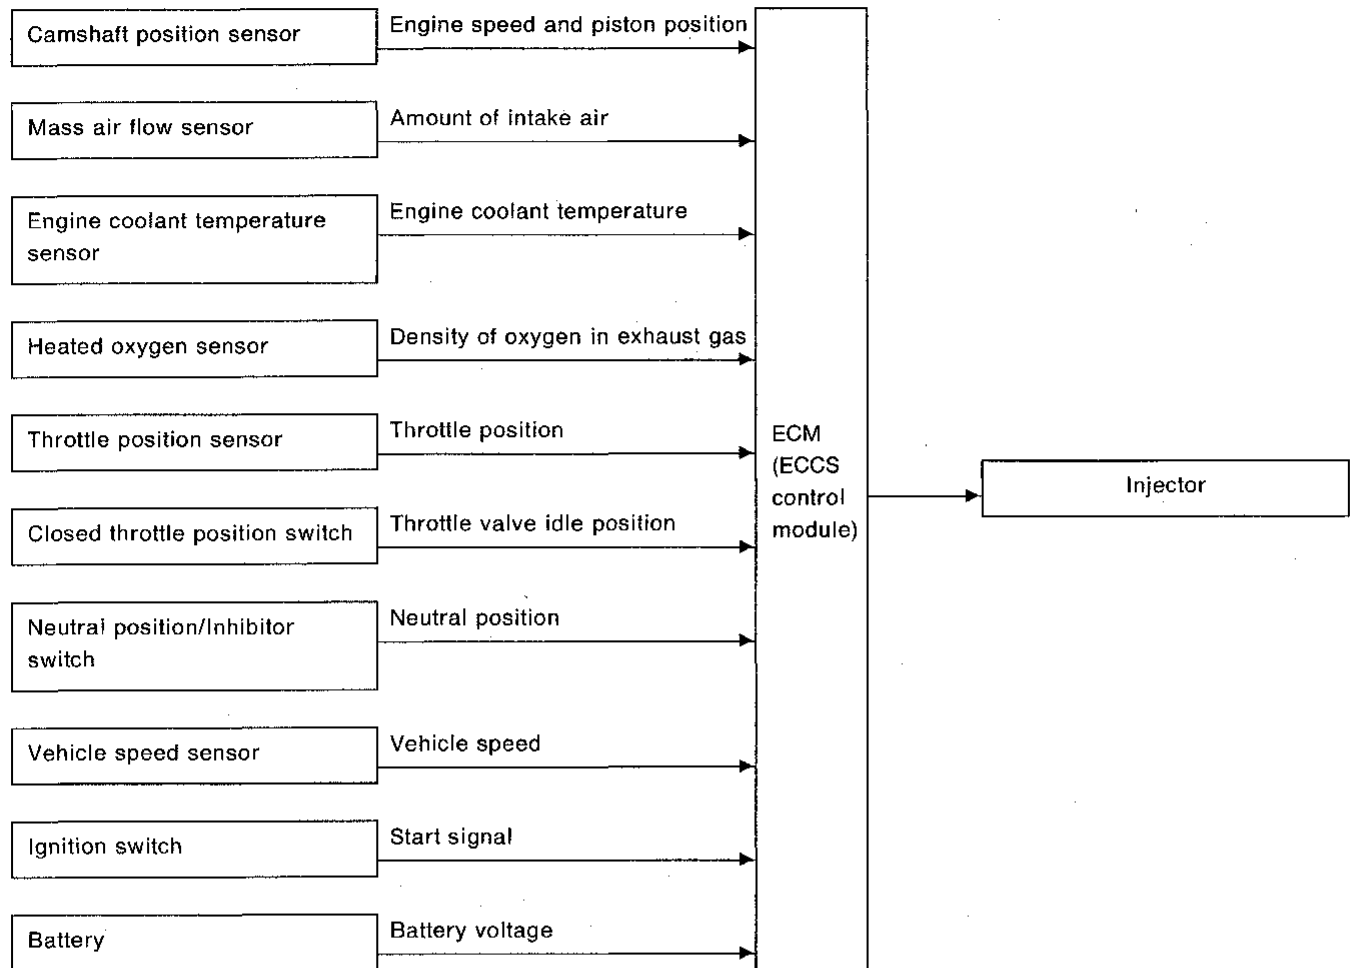 Camshaft position sensor
Engine speed and piston position
Mass air flow sensor
Amount of intake air
Engine coolant temperature
sensor
Engine coolant temperature
Heated oxygen sensor
Density of oxygen in exhaust gas
Throttle position sensor
Throttle position
Closed throttle position switch
Throttle valve idle position
Neutral position/Inhibitor
switch
Neutral position
Vehicle speed sensor
Vehicle speed
Ignition switch
Start signal
Battery
Battery voltage
ECM
(ECCS
control
module)
Injector